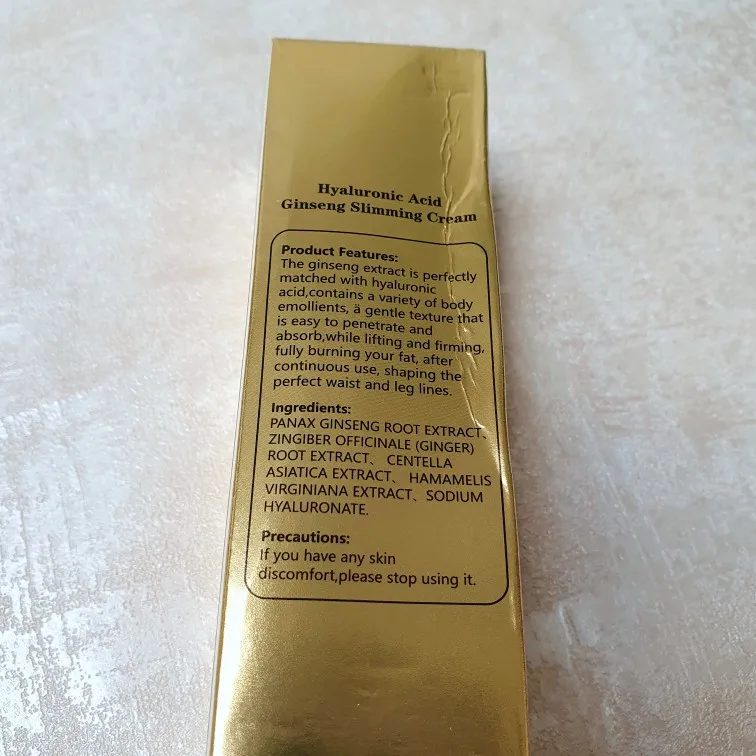 Hyaluronic Acid
Ginseng Slimming Cream
Product Features:
The ginseng extract is perfectly
matched with hyaluronic
acid,contains a variety of body
emollients, ä gentle texture that
is easy to penetrate and
absorb,while lifting and firming,
fully burning your fat, after
continuous use, shaping the
perfect waist and leg lines.
Ingredients:
PANAX GINSENG ROOT EXTRACT、
ZINGIBER OFFICINALE (GINGER)
ROOT EXTRACT、 CENTELLA
ASIATICA EXTRACT、 HAMAMELIS
VIRGINIANA EXTRACT、SODIUM
HYALURONATE.
Precautions:
If you have any skin
discomfort,please stop using it.